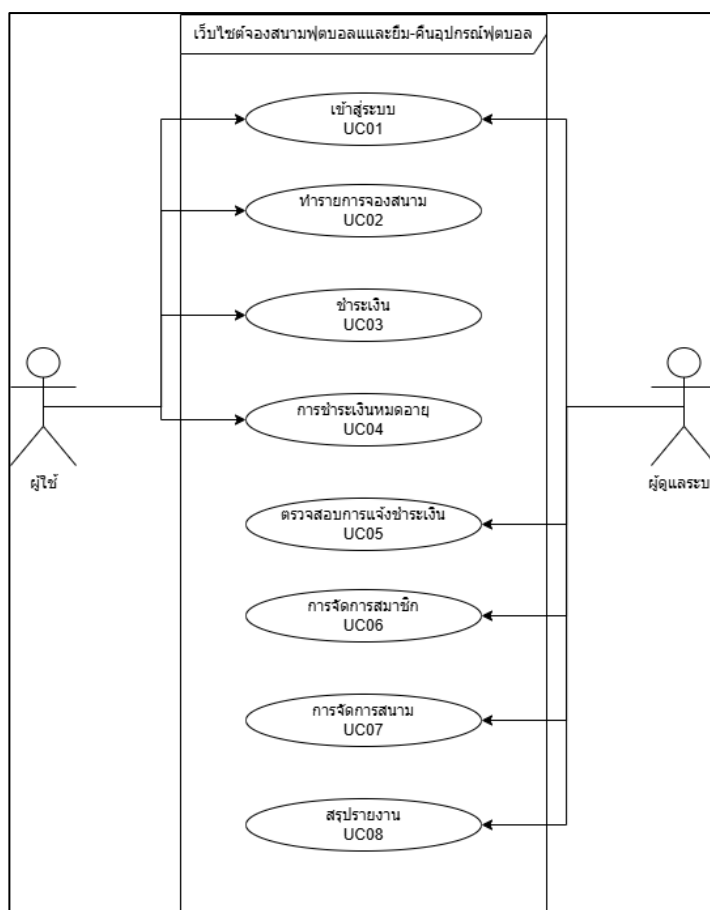 เว็บไซต์จองสนามฟุตบอลแและยืม-คืนอุปกรณ์ฟุตบอล
เข้าสู่ระบบ
UC01
ทำรายการจองสนาม
UC02
ชำระเงิน
UC03
การชำระเงินหมดอายุ
UC04
ผู้ใช้
ผู้ดูแลระบ
ตรวจสอบการแจ้งชำระเงิน
UC05
การจัดการสมาชิก
UC06
การจัดการสนาม
UC07
สรุปรายงาน
UC08